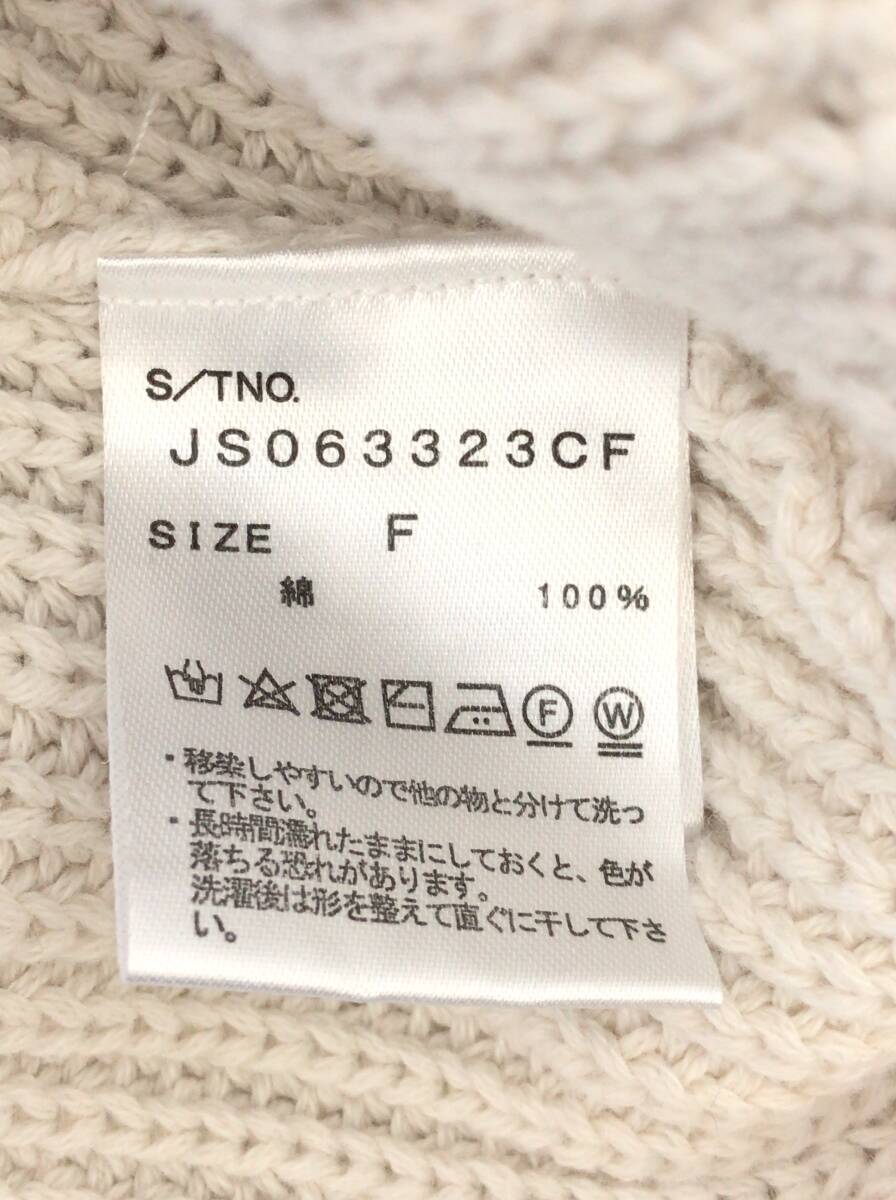 S/TNO.
JS063323CF
SIZE F
綿 100%
F W
・移染しやすいので他の物と分けて洗っ
て下さい。
・長時間濡れたままにしておくと、色が
落ちる恐れがあります。
洗濯後は形を整えて直ぐに干して下さ
い。